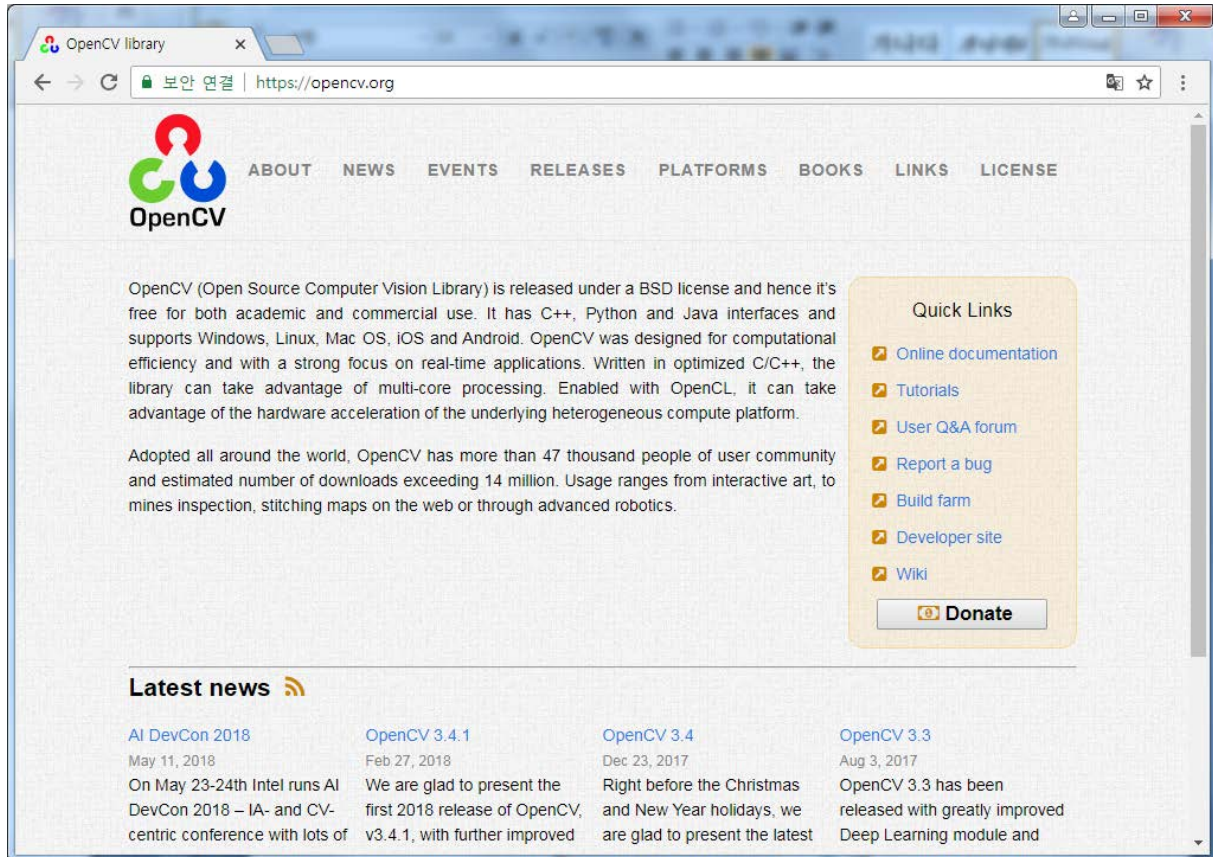 OpenCV library
보안 연결 | https://opencv.org
OpenCV
ABOUT NEWS EVENTS RELEASES PLATFORMS BOOKS LINKS LICENSE
OpenCV (Open Source Computer Vision Library) is released under a BSD license and hence it's
free for both academic and commercial use. It has C++, Python and Java interfaces and
supports Windows, Linux, Mac OS, iOS and Android. OpenCV was designed for computational
efficiency and with a strong focus on real-time applications. Written in optimized C/C++, the
library can take advantage of multi-core processing. Enabled with OpenCL, it can take
advantage of the hardware acceleration of the underlying heterogeneous compute platform.
Adopted all around the world, OpenCV has more than 47 thousand people of user community
and estimated number of downloads exceeding 14 million. Usage ranges from interactive art, to
mines inspection, stitching maps on the web or through advanced robotics.
Quick Links
Online documentation
Tutorials
User Q&A forum
Report a bug
Build farm
Developer site
Wiki
Donate
Latest news
AI DevCon 2018
May 11, 2018
On May 23-24th Intel runs AI
DevCon 2018 – IA- and CV-
centric conference with lots of
OpenCV 3.4.1
Feb 27, 2018
We are glad to present the
first 2018 release of OpenCV,
v3.4.1, with further improved
OpenCV 3.4
Dec 23, 2017
Right before the Christmas
and New Year holidays, we
are glad to present the latest
OpenCV 3.3
Aug 3, 2017
OpenCV 3.3 has been
released with greatly improved
Deep Learning module and